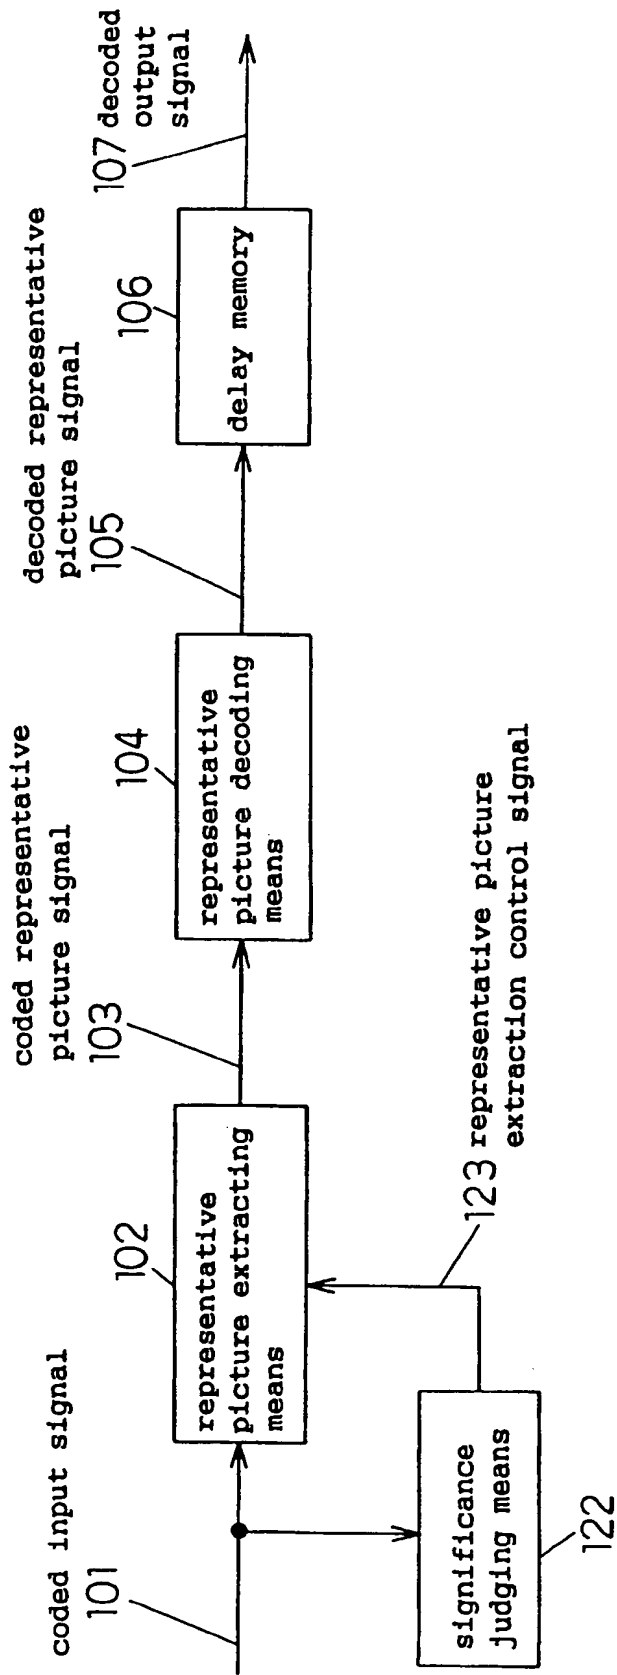 coded input signal
101
102
representative
picture extracting
means
significance
judging means
122
123 representative picture
extraction control signal
coded representative
picture signal
103
104
representative
picture decoding
means
decoded representative
picture signal
105
106
delay memory
107 decoded
output
signal